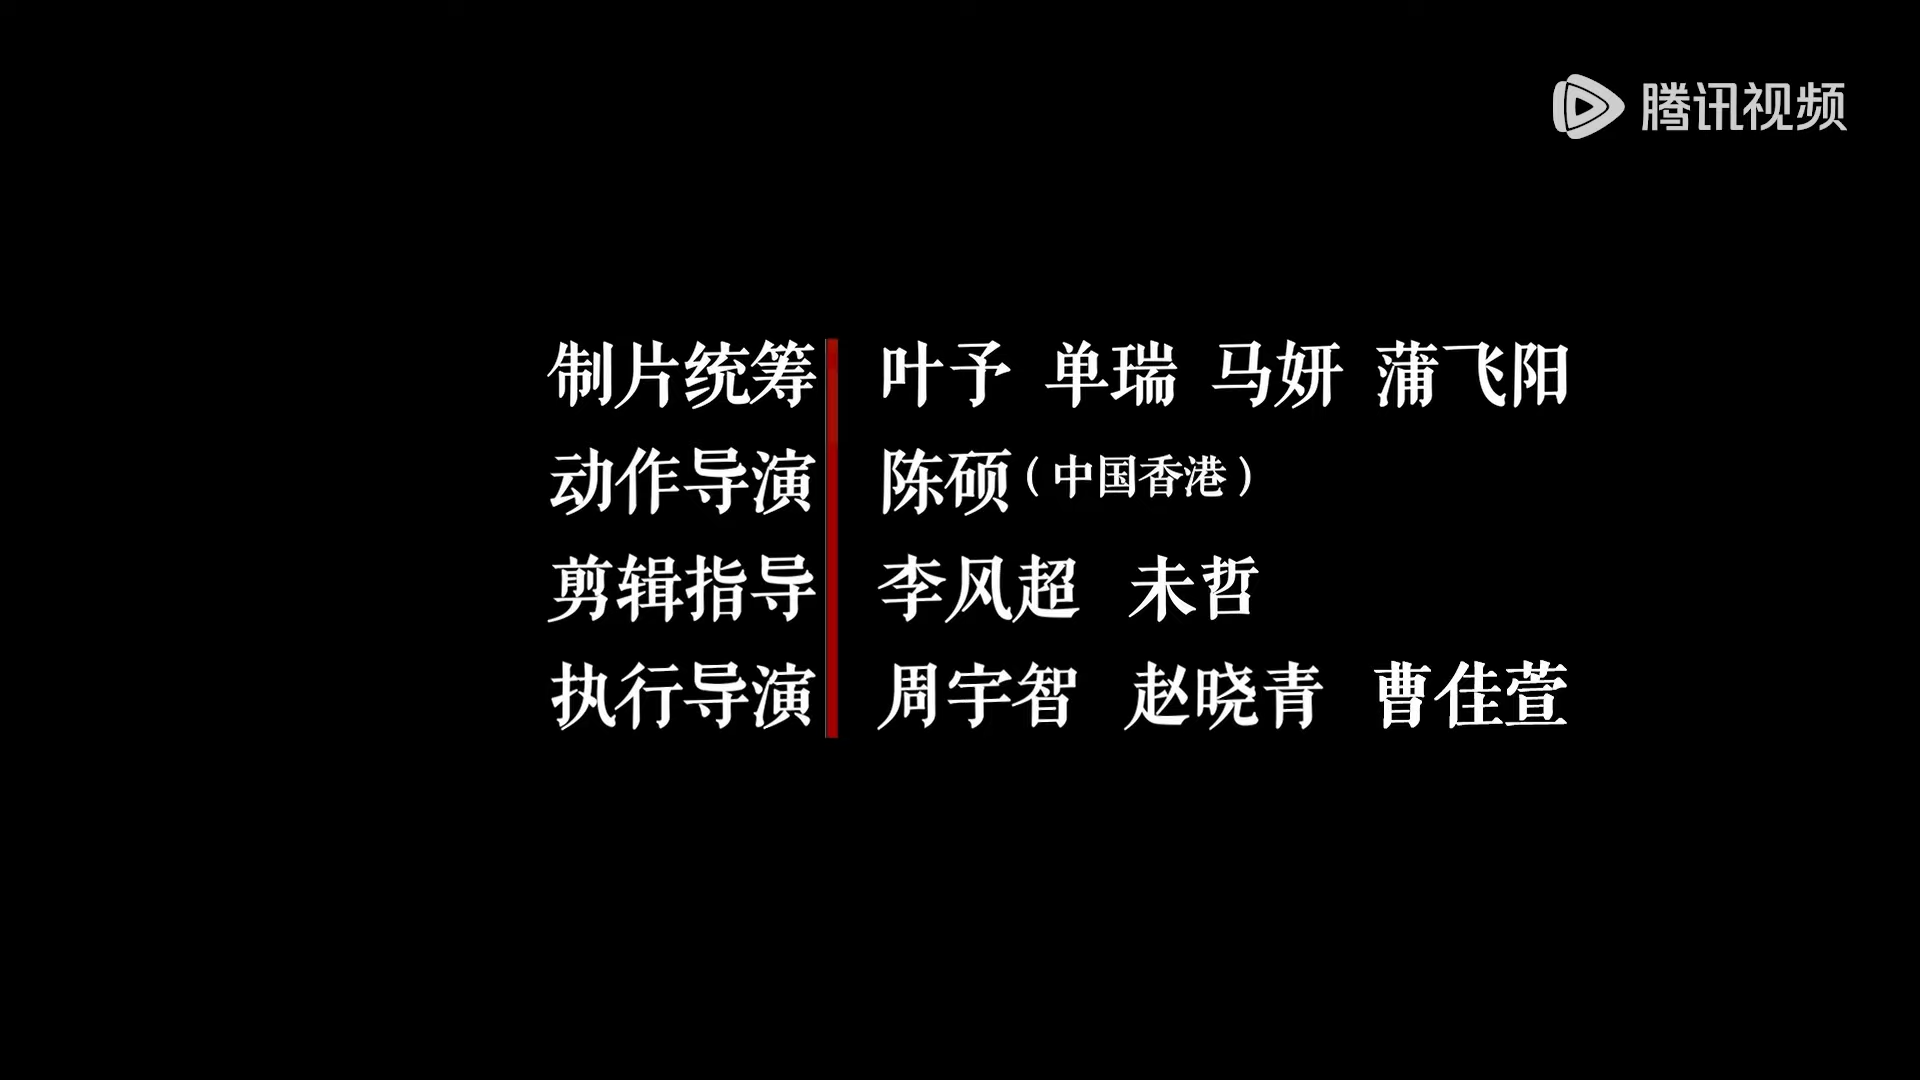 腾讯视频
制片统筹 叶予 单瑞 马妍 蒲飞阳
动作导演 陈硕（中国香港）
剪辑指导 李风超 未哲
执行导演 周宇智 赵晓青 曹佳萱